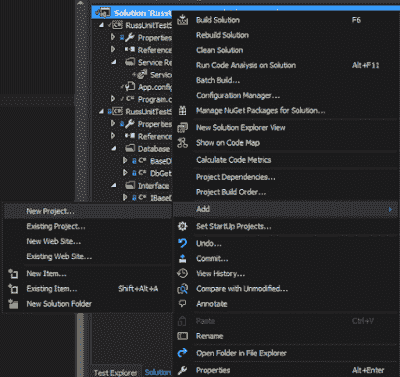 Solution 'RussUnitTestS
RussUnitTestS
Properties
Reference
Service Re
Service
App.config
Program.c
RussUnitTestS
Properties
Reference
Database
BaseDb
DbGet
Interface
IBaseD
Build Solution F6
Rebuild Solution
Clean Solution
Run Code Analysis on Solution Alt+F11
Batch Build...
Configuration Manager...
Manage NuGet Packages for Solution...
New Solution Explorer View
Show on Code Map
Calculate Code Metrics
Project Dependencies...
Project Build Order...
Add
Set StartUp Projects...
Undo...
Commit...
View History...
Compare with Unmodified...
Annotate
Paste Ctrl+V
Rename
Open Folder in File Explorer
Properties Alt+Enter
New Project...
Existing Project...
New Web Site...
Existing Web Site...
New Item...
Existing Item... Shift+Alt+A
New Solution Folder
Test Explorer Solution